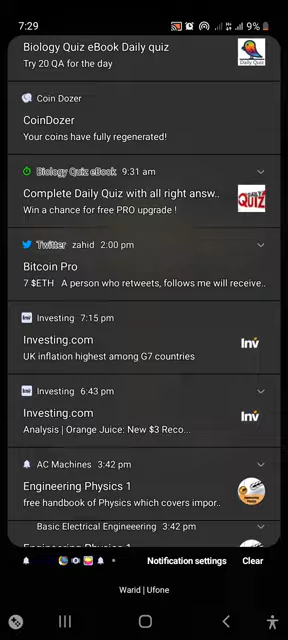 7:29
9%
Biology Quiz eBook Daily quiz
Try 20 QA for the day
Daily Quiz
Coin Dozer
CoinDozer
Your coins have fully regenerated!
Biology Quiz eBook 9:31 am
Complete Daily Quiz with all right answ..
Win a chance for free PRO upgrade !
QUIZ
Twitter zahid 2:00 pm
Bitcoin Pro
7 $ETH A person who retweets, follows me will receive..
Inv Investing 7:15 pm
Investing.com
UK inflation highest among G7 countries
Inv
Inv Investing 6:43 pm
Investing.com
Analysis | Orange Juice: New $3 Reco...
Inv
AC Machines 3:42 pm
Engineering Physics 1
free handbook of Physics which covers impor..
Basic Electrical Engineeering 3:42 pm
Engineering Physics 1
Notification settings
Clear
Warid | Ufone